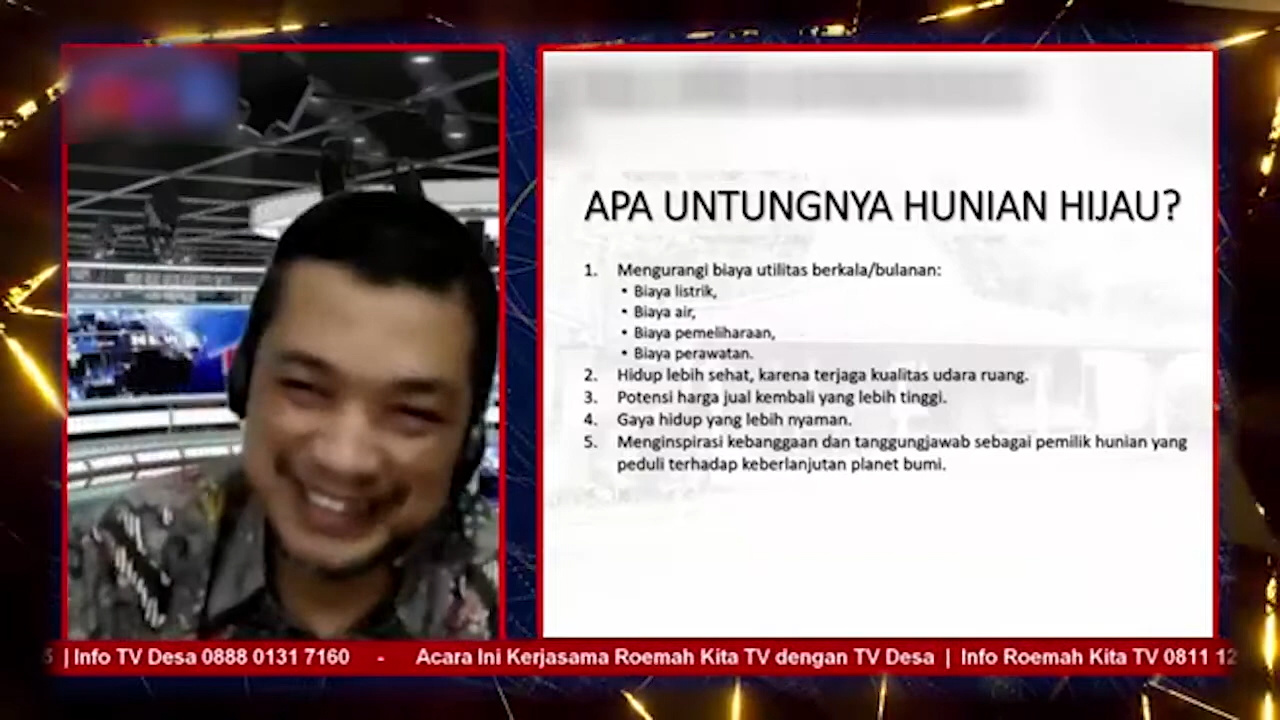 APA UNTUNGNYA HUNIAN HIJAU?
1. Mengurangi biaya utilitas berkala/bulanan:
• Biaya listrik,
• Biaya air,
• Biaya pemeliharaan,
• Biaya perawatan.
2. Hidup lebih sehat, karena terjaga kualitas udara ruang.
3. Potensi harga jual kembali yang lebih tinggi.
4. Gaya hidup yang lebih nyaman.
5. Menginspirasi kebanggaan dan tanggungjawab sebagai pemilik hunian yang
peduli terhadap keberlanjutan planet bumi.
| Info TV Desa 0888 0131 7160 - Acara Ini Kerjasama Roemah Kita TV dengan TV Desa | Info Roemah Kita TV 0811 12